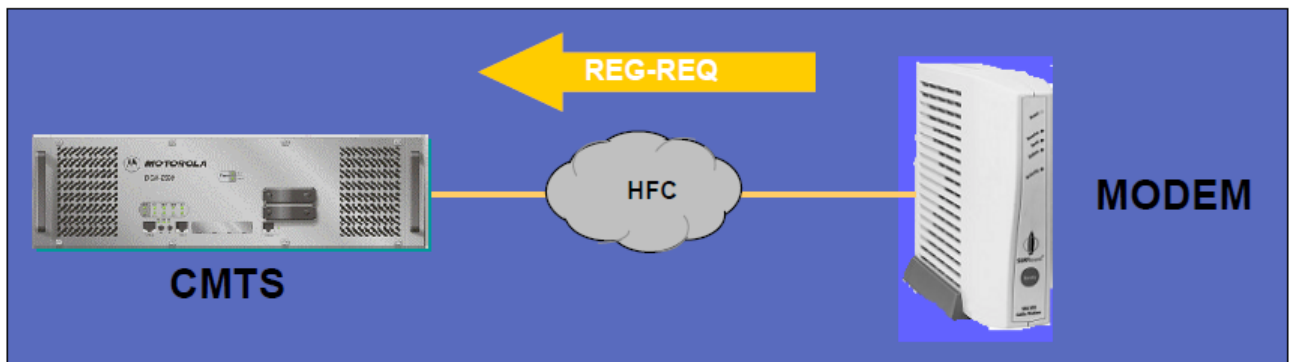 REG-REQ
MOTOROLA
HFC
MODEM
CMTS